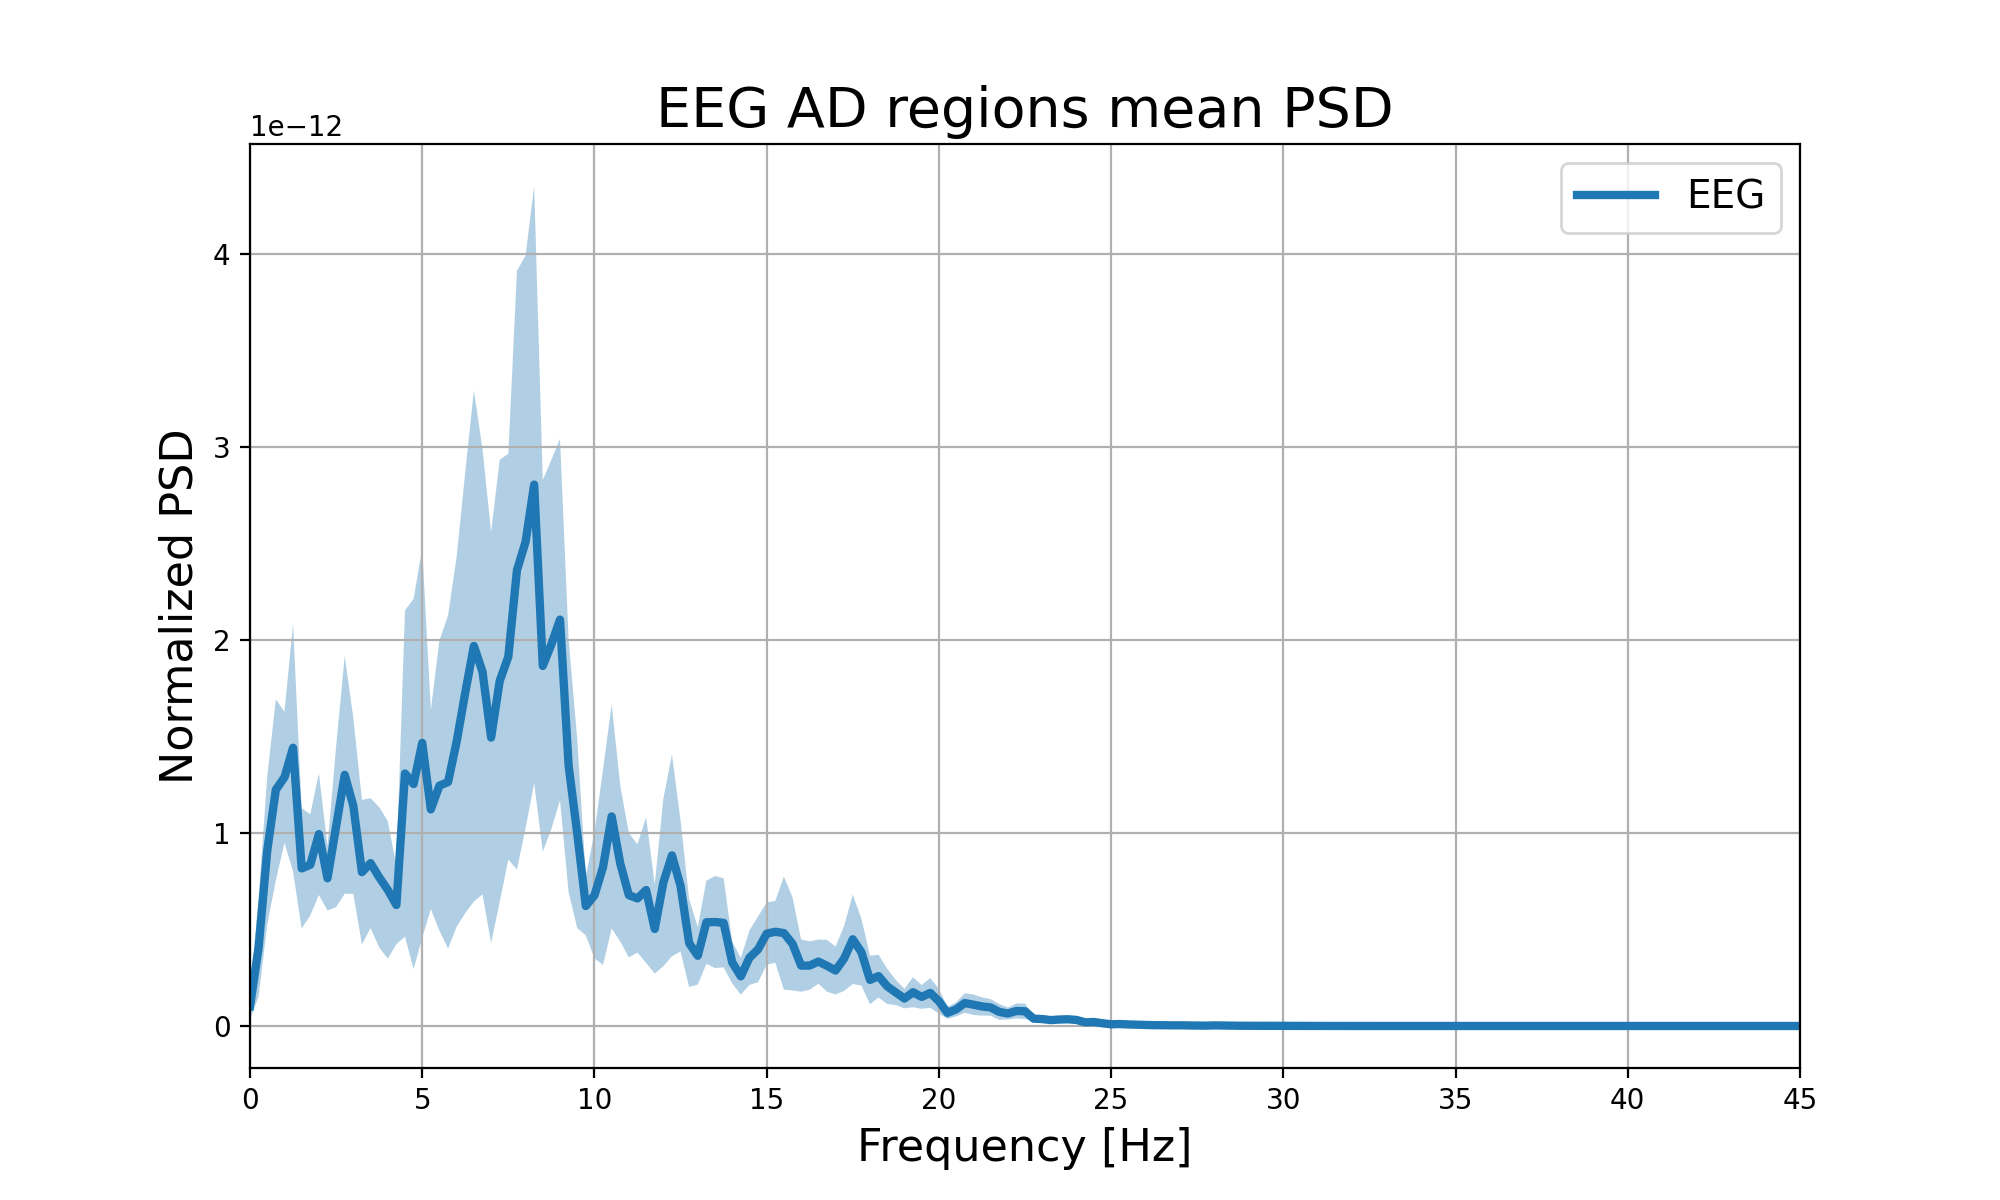 EEG AD regions mean PSD
1e−12
EEG
4
3
2
1
0
Normalized PSD
0 5 10 15 20 25 30 35 40 45
Frequency [Hz]